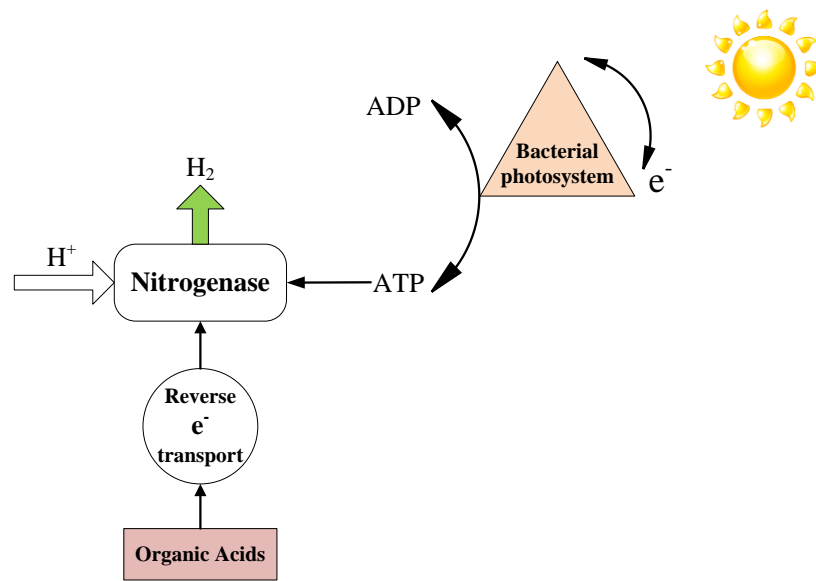 ADP
Bacterial
photosystem
e⁻
H₂
H⁺
Nitrogenase
ATP
Reverse
e⁻
transport
Organic Acids